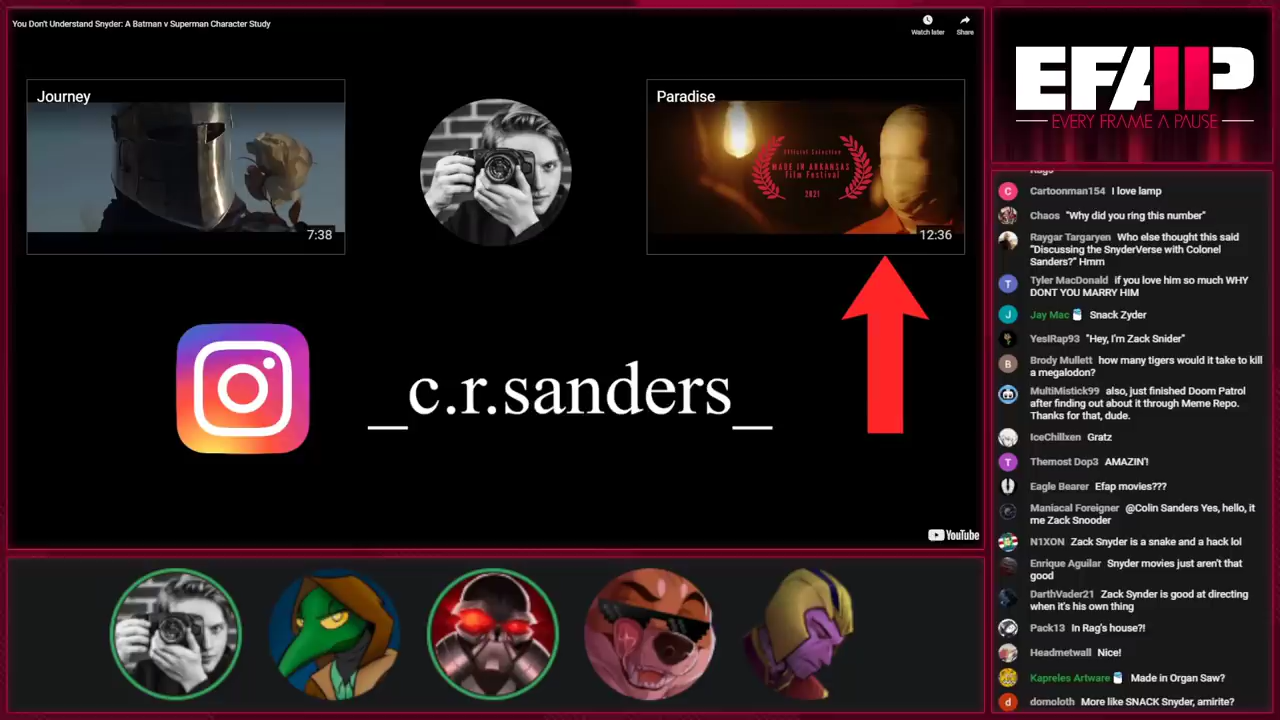 You Don't Understand Snyder: A Batman v Superman Character Study
Watch later
Share
Journey
7:38
Paradise
Official Selection
MADE IN ARKANSAS
Film Festival
2021
12:36
_c.r.sanders_
YouTube
EFAP
EVERY FRAME A PAUSE
C Cartoonman154 I love lamp
Chaos "Why did you ring this number"
Raygar Targaryen Who else thought this said
"Discussing the SnyderVerse with Colonel
Sanders?" Hmm
T Tyler MacDonald if you love him so much WHY
DONT YOU MARRY HIM
J Jay Mac Snack Zyder
YesIRap93 "Hey, I'm Zack Snider"
B Brody Mullett how many tigers would it take to kill
a megalodon?
MultiMistick99 also, just finished Doom Patrol
after finding out about it through Meme Repo.
Thanks for that, dude.
IceChillxen Gratz
T Themost Dop3 AMAZIN'!
Eagle Bearer Efap movies???
Maniacal Foreigner @Colin Sanders Yes, hello, it
me Zack Snooder
N1XON Zack Snyder is a snake and a hack lol
Enrique Aguilar Snyder movies just aren't that
good
DarthVader21 Zack Synder is good at directing
when it's his own thing
Pack13 In Rag's house?!
Headmetwall Nice!
Kapreles Artware Made in Organ Saw?
d domoloth More like SNACK Snyder, amirite?